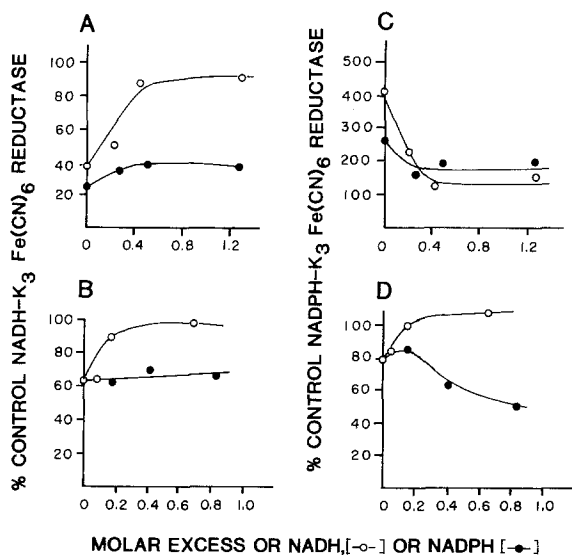 A
% CONTROL NADH-K3 Fe(CN)6 REDUCTASE
100
80
60
40
20
0 0.4 0.8 1.2
B
100
80
60
40
20
0 0.2 0.4 0.6 0.8 1.0
C
% CONTROL NADPH-K3 Fe(CN)6 REDUCTASE
400
500
300
200
100
0 0.4 0.8 1.2
D
100
80
60
40
20
0 0.2 0.4 0.6 0.8 1.0
MOLAR EXCESS OR NADH,[-o-] OR NADPH [-●-]